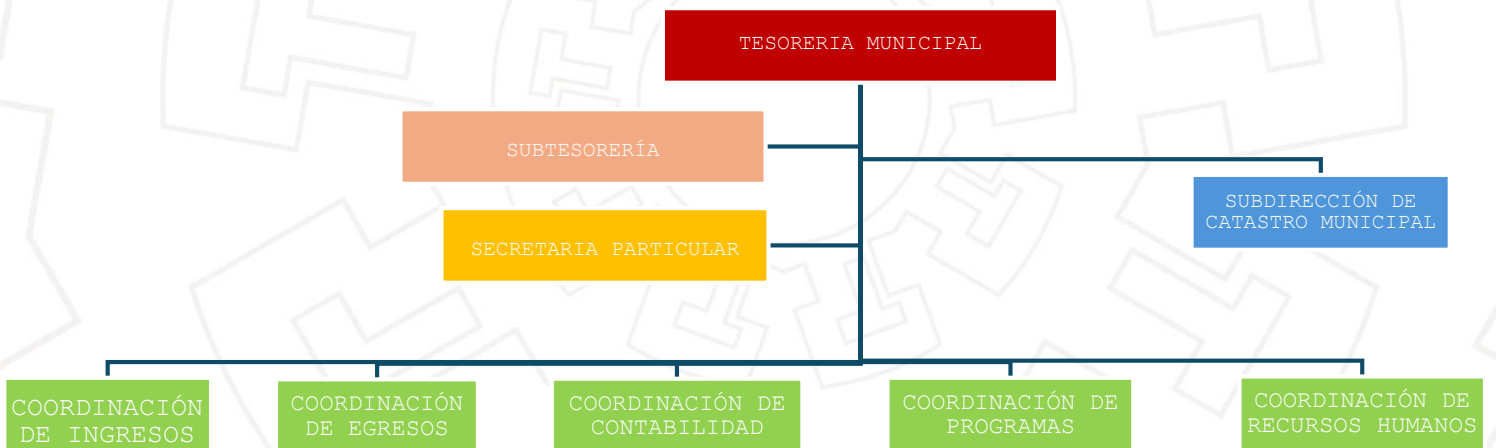 TESORERIA MUNICIPAL
SUBTESORERÍA
SUBDIRECCIÓN DE
CATASTRO MUNICIPAL
SECRETARIA PARTICULAR
COORDINACIÓN
DE INGRESOS
COORDINACIÓN
DE EGRESOS
COORDINACIÓN DE
CONTABILIDAD
COORDINACIÓN DE
PROGRAMAS
COORDINACIÓN DE
RECURSOS HUMANOS